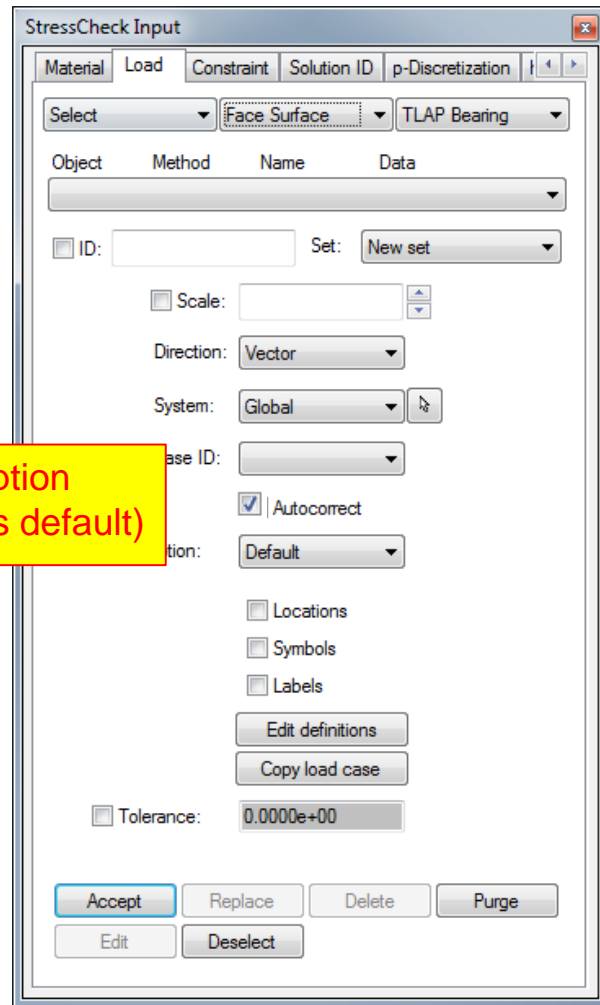 StressCheck Input
Material Load Constraint Solution ID p-Discretization
Select Face Surface TLAP Bearing
Object Method Name Data
ID: Set: New set
Scale:
Direction: Vector
System: Global
ase ID:
Autocorrect
otion
s default)
tion: Default
Locations
Symbols
Labels
Edit definitions
Copy load case
Tolerance: 0.0000e+00
Accept Replace Delete Purge
Edit Deselect